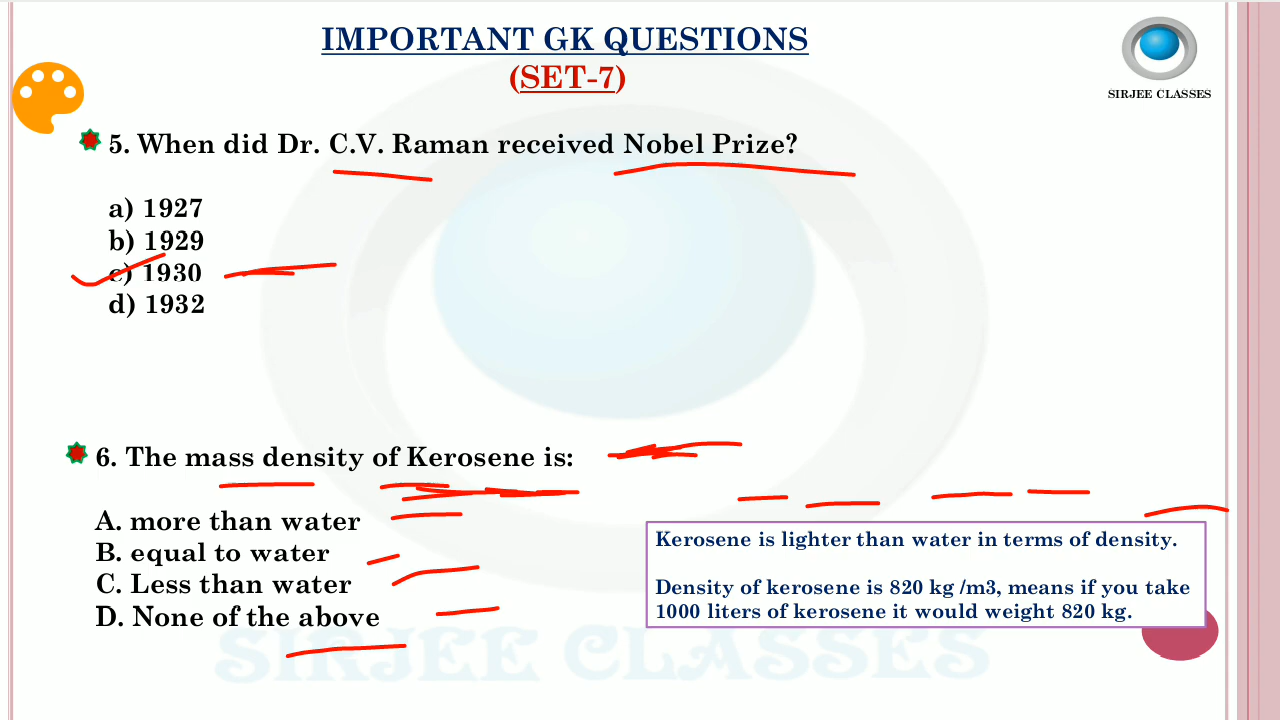 IMPORTANT GK QUESTIONS
(SET-7)
SIRJEE CLASSES
5. When did Dr. C.V. Raman received Nobel Prize?
a) 1927
b) 1929
c) 1930
d) 1932
6. The mass density of Kerosene is:
A. more than water
B. equal to water
C. Less than water
D. None of the above
Kerosene is lighter than water in terms of density.
Density of kerosene is 820 kg /m3, means if you take
1000 liters of kerosene it would weight 820 kg.
SIRJEE CLASSES